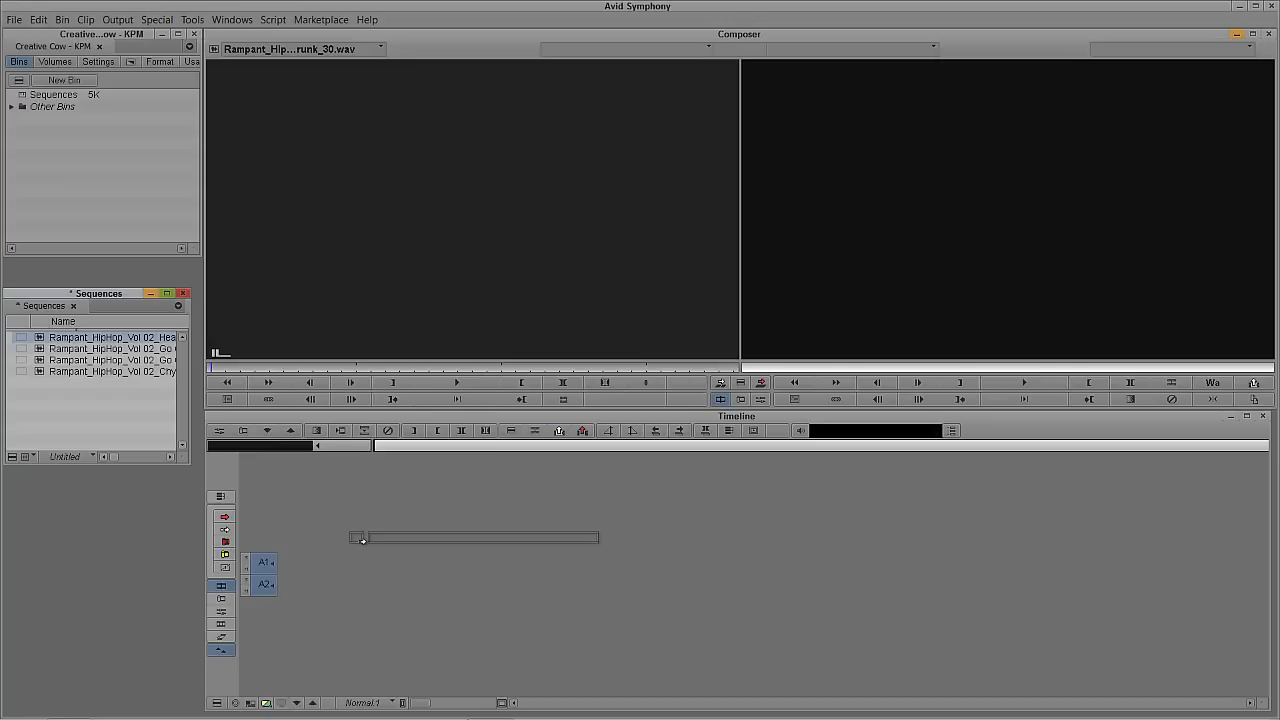 Avid Symphony
File Edit Bin Clip Output Special Tools Windows Script Marketplace Help
Creative...ow - KPM
Creative Cow - KPM
Bins Volumes Settings Format Usa
New Bin
Sequences 5K
Other Bins
Composer
Rampant_Hip...runk_30.wav
* Sequences
* Sequences
Name
Rampant_HipHop_Vol 02_Hea
Rampant_HipHop_Vol 02_Go
Rampant_HipHop_Vol 02_Go
Rampant_HipHop_Vol 02_Chy
Untitled
Wa
Timeline
A1
A2
Normal.1